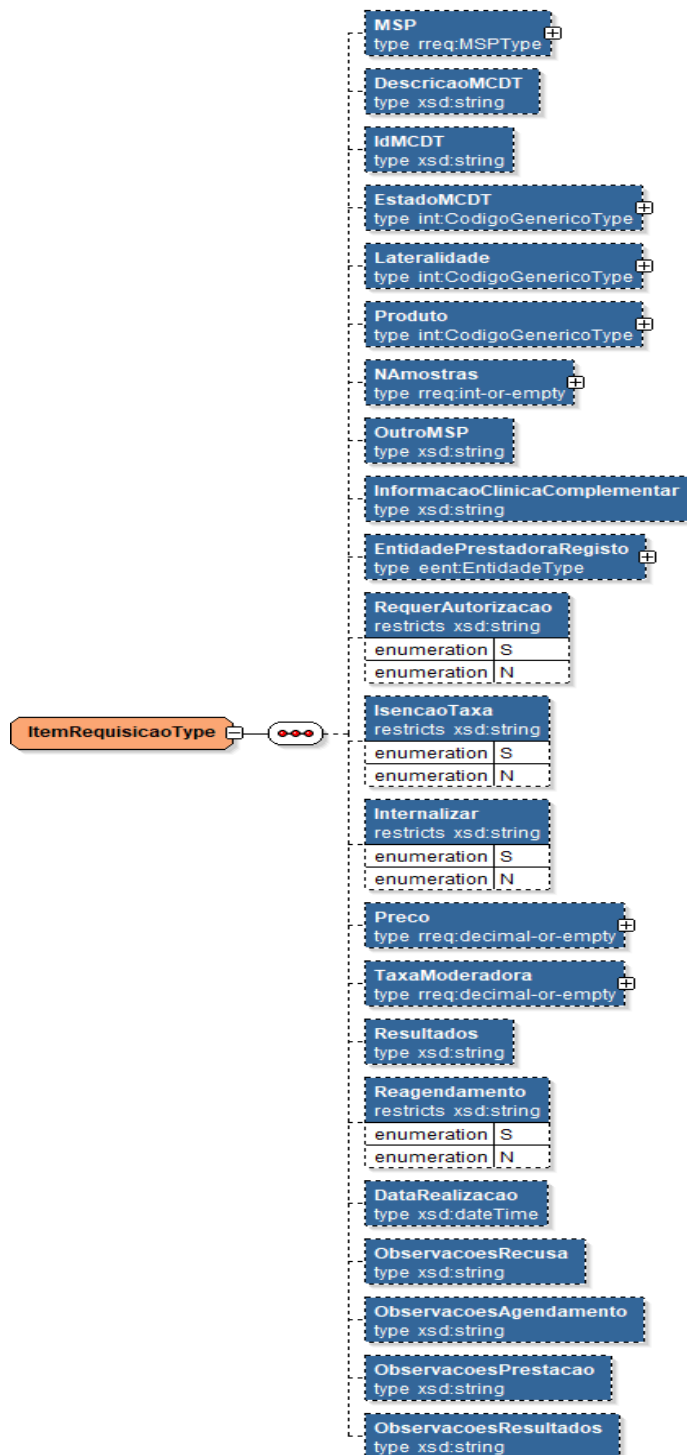 MSP
type rreq:MSPType
DescricaoMCDT
type xsd:string
IdMCDT
type xsd:string
EstadoMCDT
type int:CodigoGenericoType
Lateralidade
type int:CodigoGenericoType
Produto
type int:CodigoGenericoType
NAmostras
type rreq:int-or-empty
OutroMSP
type xsd:string
InformacaoClinicaComplementar
type xsd:string
EntidadePrestadoraRegisto
type eent:EntidadeType
RequerAutorizacao
restricts xsd:string
enumeration S
enumeration N
ItemRequisicaoType
IsencaoTaxa
restricts xsd:string
enumeration S
enumeration N
Internalizar
restricts xsd:string
enumeration S
enumeration N
Preco
type rreq:decimal-or-empty
TaxaModeradora
type rreq:decimal-or-empty
Resultados
type xsd:string
Reagendamento
restricts xsd:string
enumeration S
enumeration N
DataRealizacao
type xsd:dateTime
ObservacoesRecusa
type xsd:string
ObservacoesAgendamento
type xsd:string
ObservacoesPrestacao
type xsd:string
ObservacoesResultados
type xsd:string